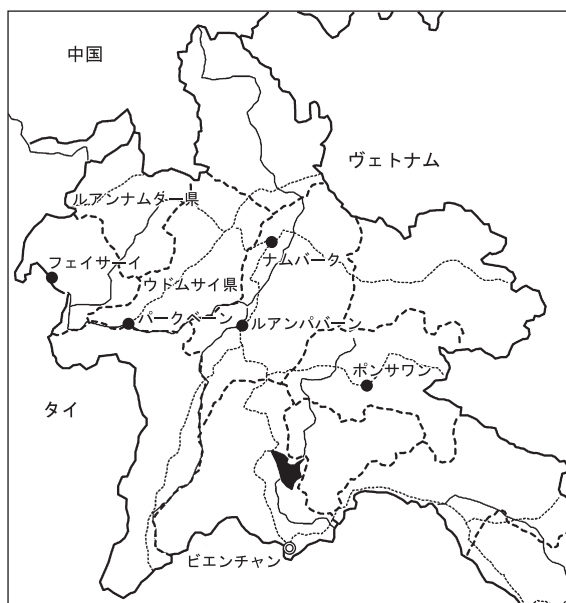 中国
ヴェトナム
ルアンナムダー県
フェイサーイ
ナムバーク
ウドムサイ県
パークベーン
ルアンパバーン
ポンサワン
タイ
ビエンチャン